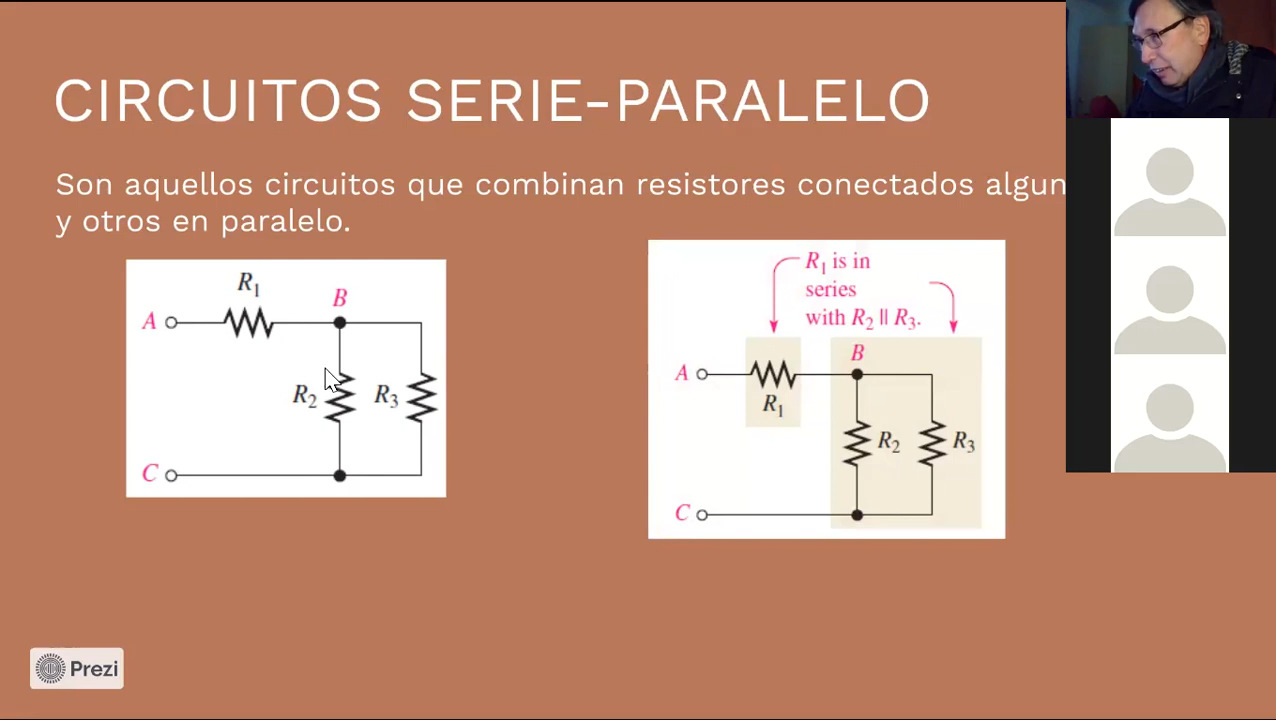 CIRCUITOS SERIE-PARALELO
Son aquellos circuitos que combinan resistores conectados algun
y otros en paralelo.
R1
A
B
R2
R3
C
R1 is in
series
with R2 || R3.
B
A
R1
R2
R3
C
Prezi